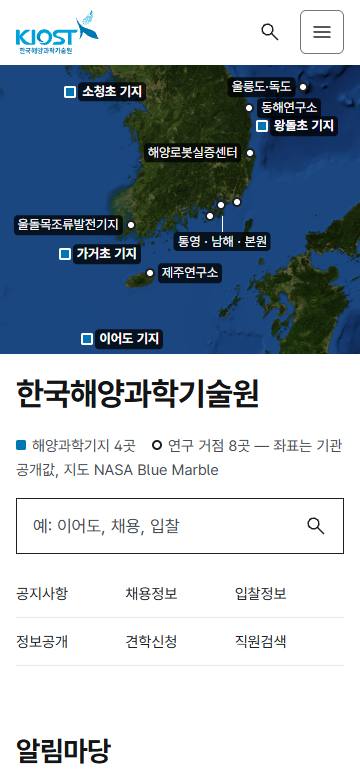 KIOST
한국해양과학기술원
울릉도·독도
소청초 기지
동해연구소
왕돌초 기지
해양로봇실증센터
울돌목조류발전기지
통영 · 남해 · 본원
가거초 기지
제주연구소
이어도 기지
한국해양과학기술원
해양과학기지 4곳 연구 거점 8곳 — 좌표는 기관
공개값, 지도 NASA Blue Marble
예: 이어도, 채용, 입찰
공지사항 채용정보 입찰정보
정보공개 견학신청 직원검색
알림마당